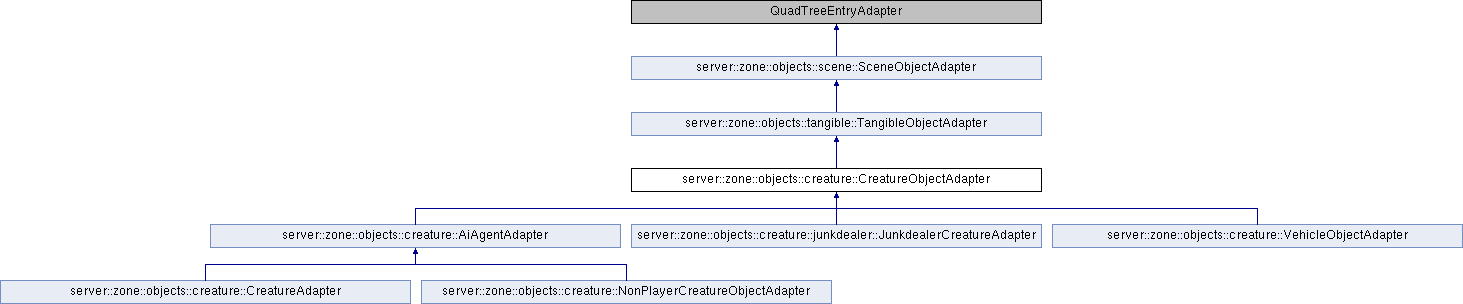 QuadTreeEntryAdapter
server::zone::objects::scene::SceneObjectAdapter
server::zone::objects::tangible::TangibleObjectAdapter
server::zone::objects::creature::CreatureObjectAdapter
server::zone::objects::creature::AiAgentAdapter
server::zone::objects::creature::junkdealer::JunkdealerCreatureAdapter
server::zone::objects::creature::VehicleObjectAdapter
server::zone::objects::creature::CreatureAdapter
server::zone::objects::creature::NonPlayerCreatureObjectAdapter